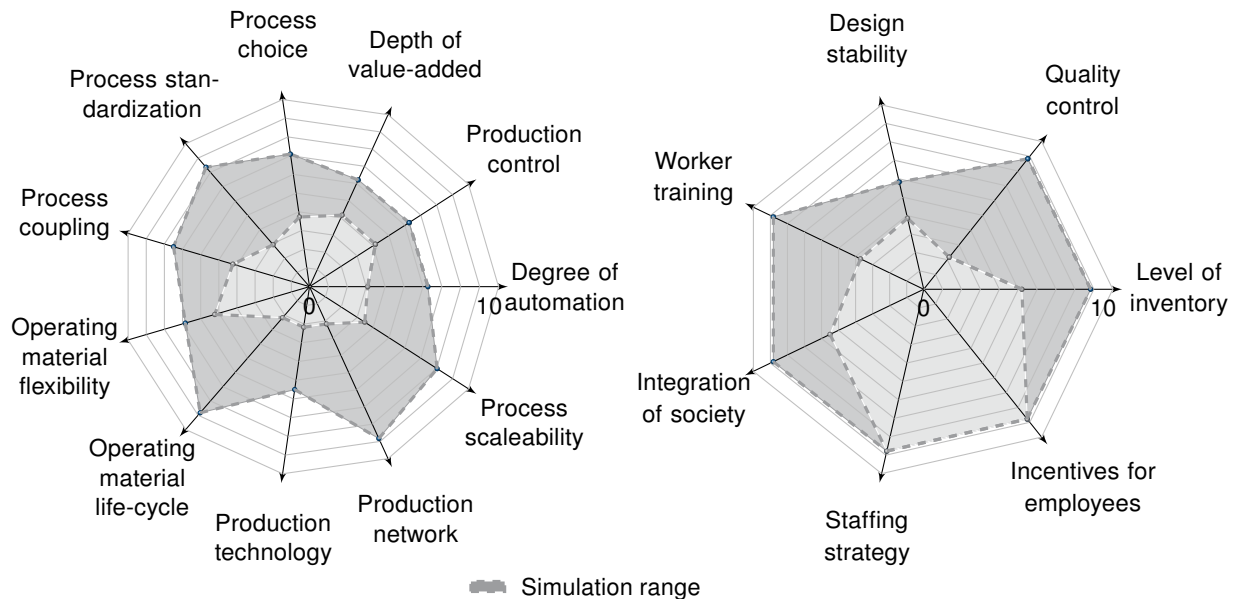 Process
choice
Depth of
value-added
Process stan-
dardization
Production
control
Process
coupling
0
10
Degree of
automation
Operating
material
flexibility
Process
scaleability
Operating
material
life-cycle
Production
technology
Production
network
Design
stability
Quality
control
Worker
training
0
10
Level of
inventory
Integration
of society
Incentives for
employees
Staffing
strategy
Simulation range